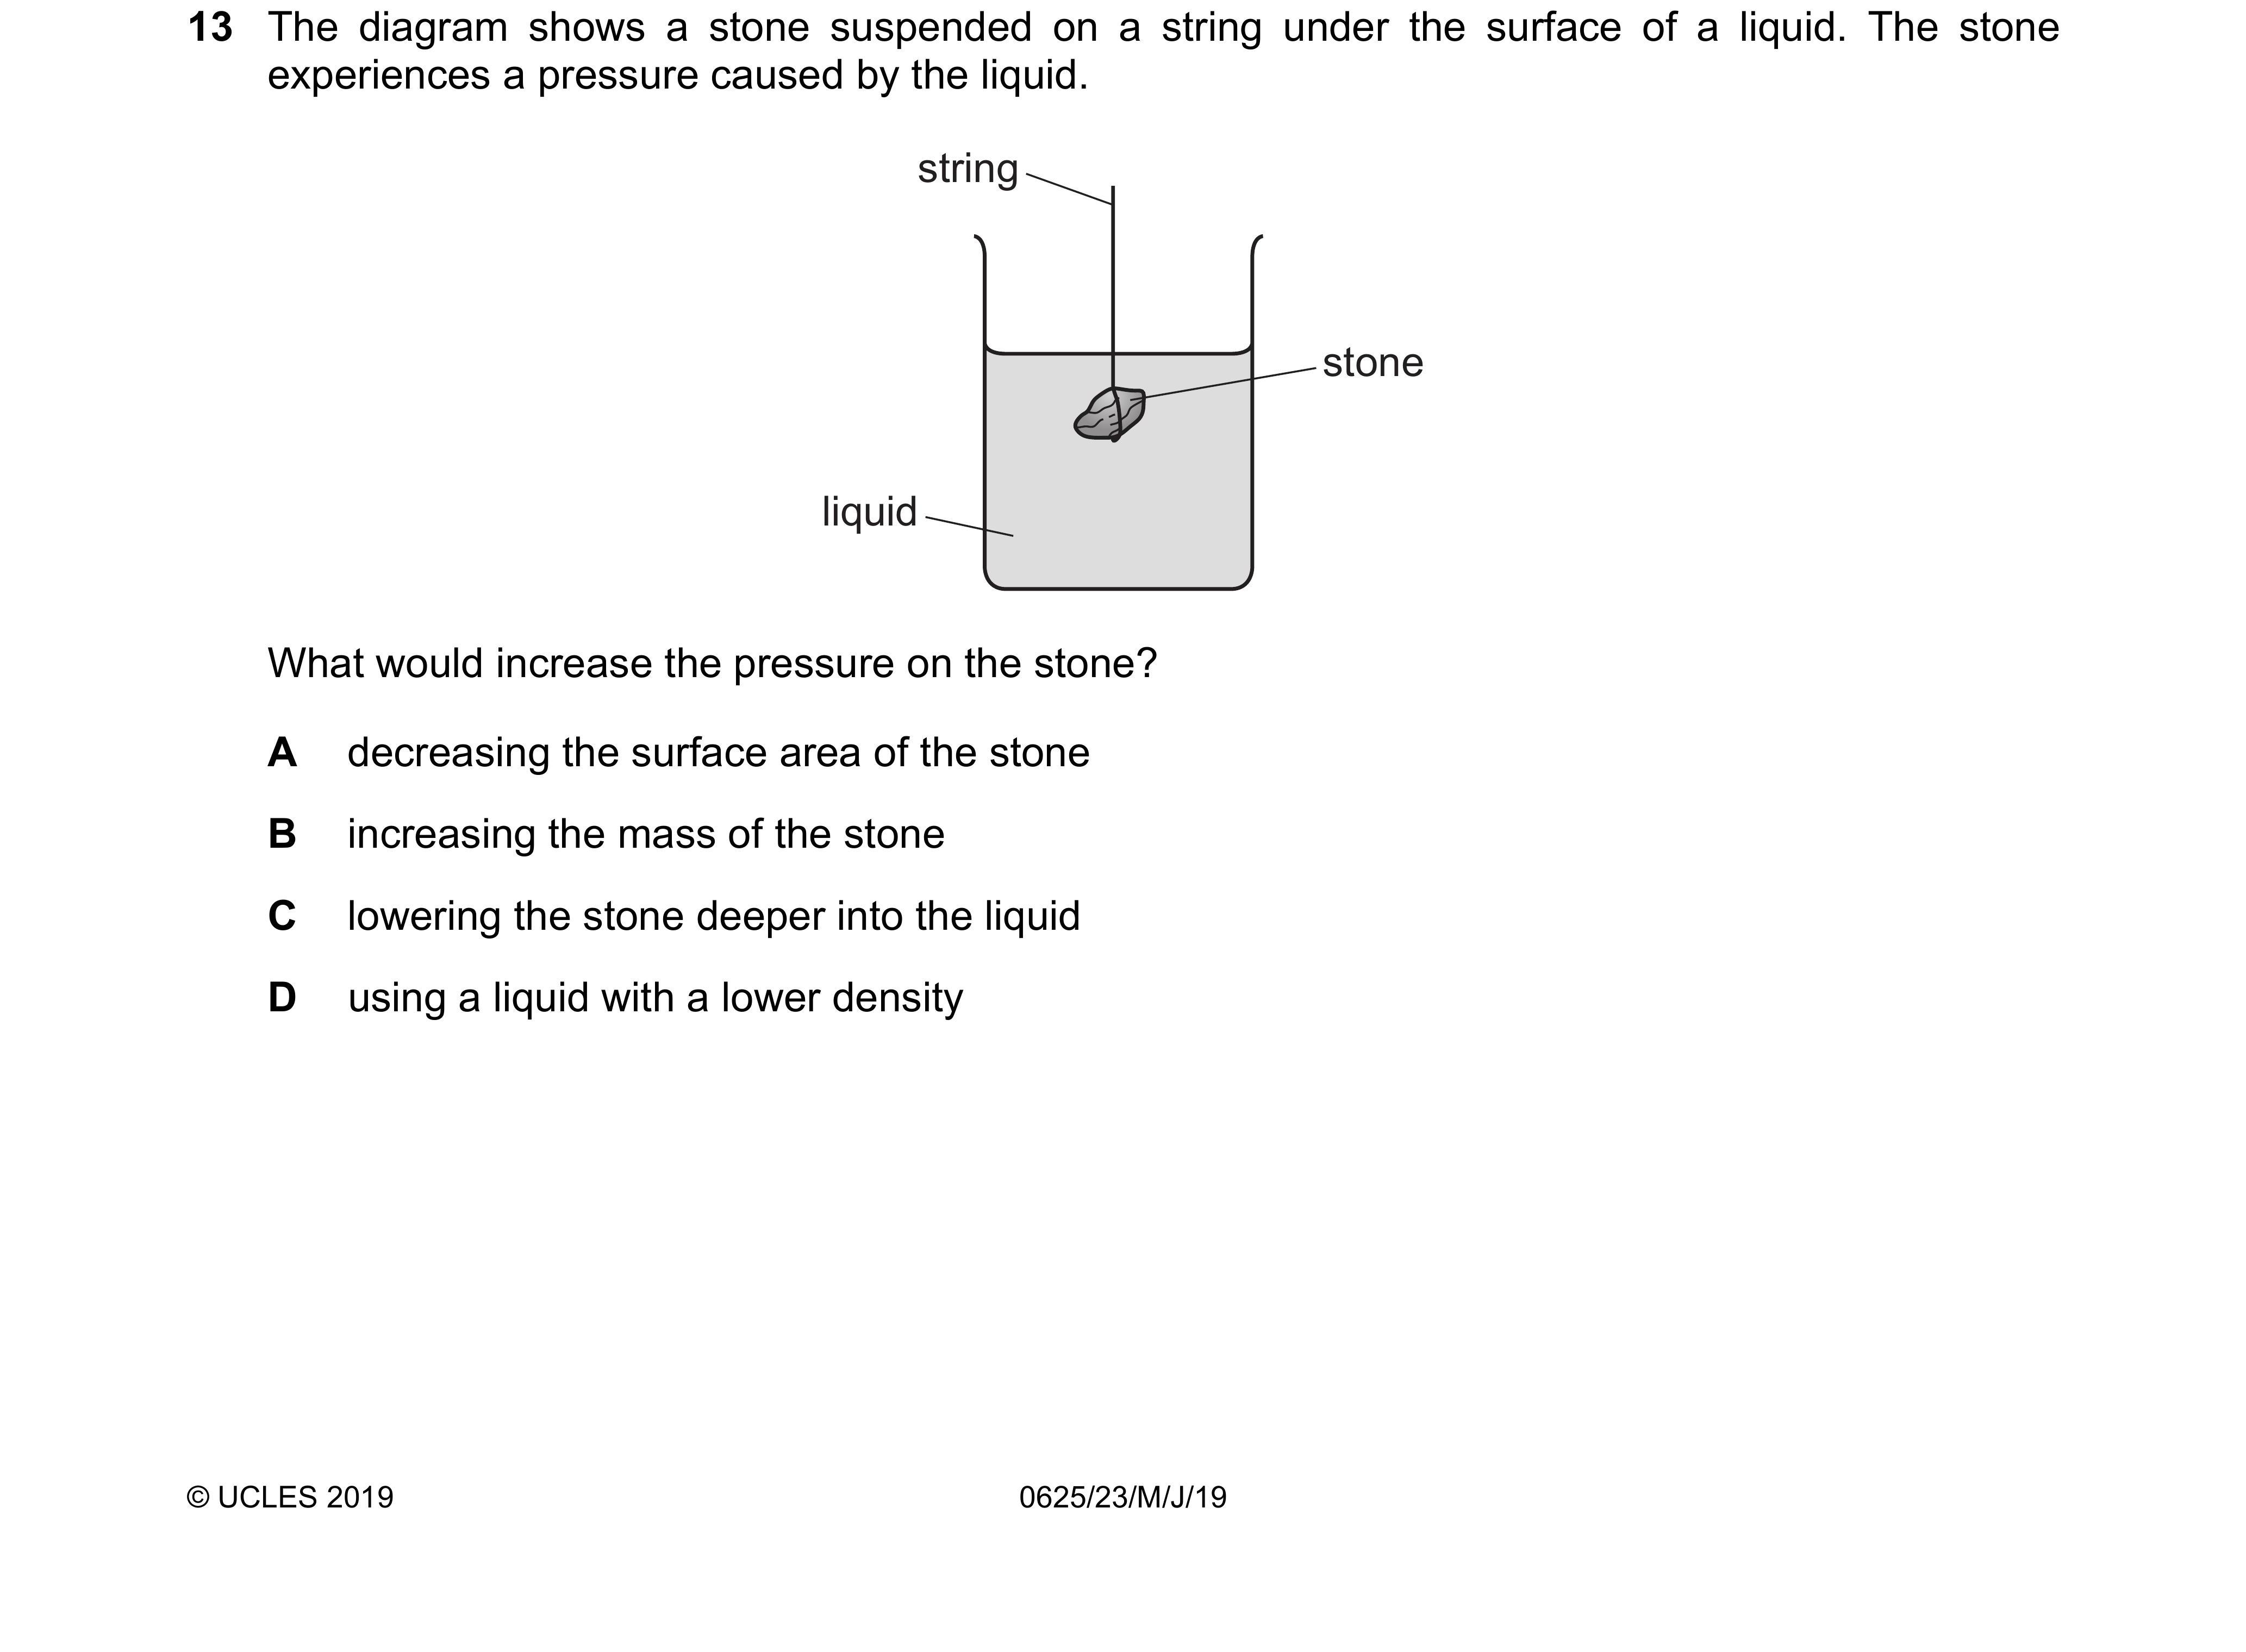 13 The diagram shows a stone suspended on a string under the surface of a liquid. The stone
experiences a pressure caused by the liquid.
string
stone
liquid
What would increase the pressure on the stone?
A decreasing the surface area of the stone
B increasing the mass of the stone
C lowering the stone deeper into the liquid
D using a liquid with a lower density
© UCLES 2019 0625/23/M/J/19